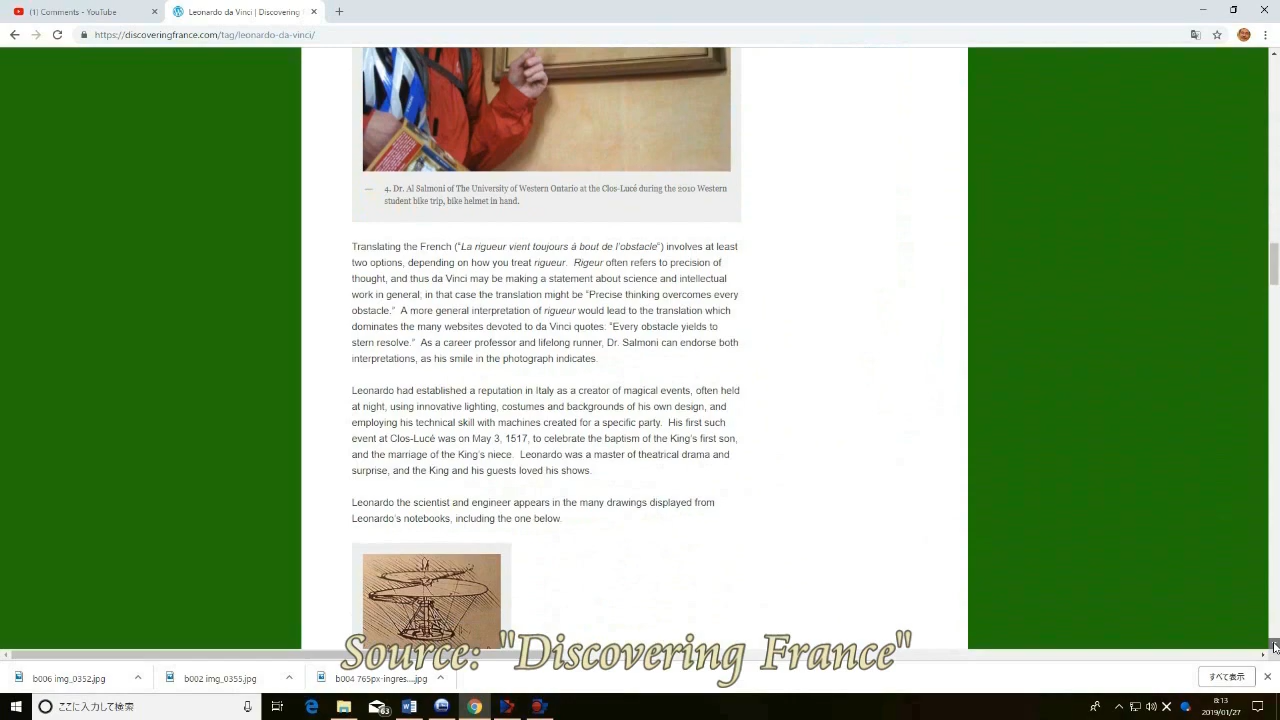 (1) Comments - YouTube
Leonardo da Vinci | Discovering
https://discoveringfrance.com/tag/leonardo-da-vinci/
— 4. Dr. Al Salmoni of The University of Western Ontario at the Clos-Lucé during the 2010 Western
student bike trip, bike helmet in hand.
Translating the French ("La rigueur vient toujours à bout de l'obstacle") involves at least
two options, depending on how you treat rigueur. Rigeur often refers to precision of
thought, and thus da Vinci may be making a statement about science and intellectual
work in general; in that case the translation might be "Precise thinking overcomes every
obstacle." A more general interpretation of rigueur would lead to the translation which
dominates the many websites devoted to da Vinci quotes: "Every obstacle yields to
stern resolve." As a career professor and lifelong runner, Dr. Salmoni can endorse both
interpretations, as his smile in the photograph indicates.
Leonardo had established a reputation in Italy as a creator of magical events, often held
at night, using innovative lighting, costumes and backgrounds of his own design, and
employing his technical skill with machines created for a specific party. His first such
event at Clos-Lucé was on May 3, 1517, to celebrate the baptism of the King's first son,
and the marriage of the King's niece. Leonardo was a master of theatrical drama and
surprise, and the King and his guests loved his shows.
Leonardo the scientist and engineer appears in the many drawings displayed from
Leonardo's notebooks, including the one below.
Source: "Discovering France"
b006 img_0352.jpg
b002 img_0355.jpg
b004 765px-ingres....jpg
すべて表示
ここに入力して検索
63
8:13
2019/01/27